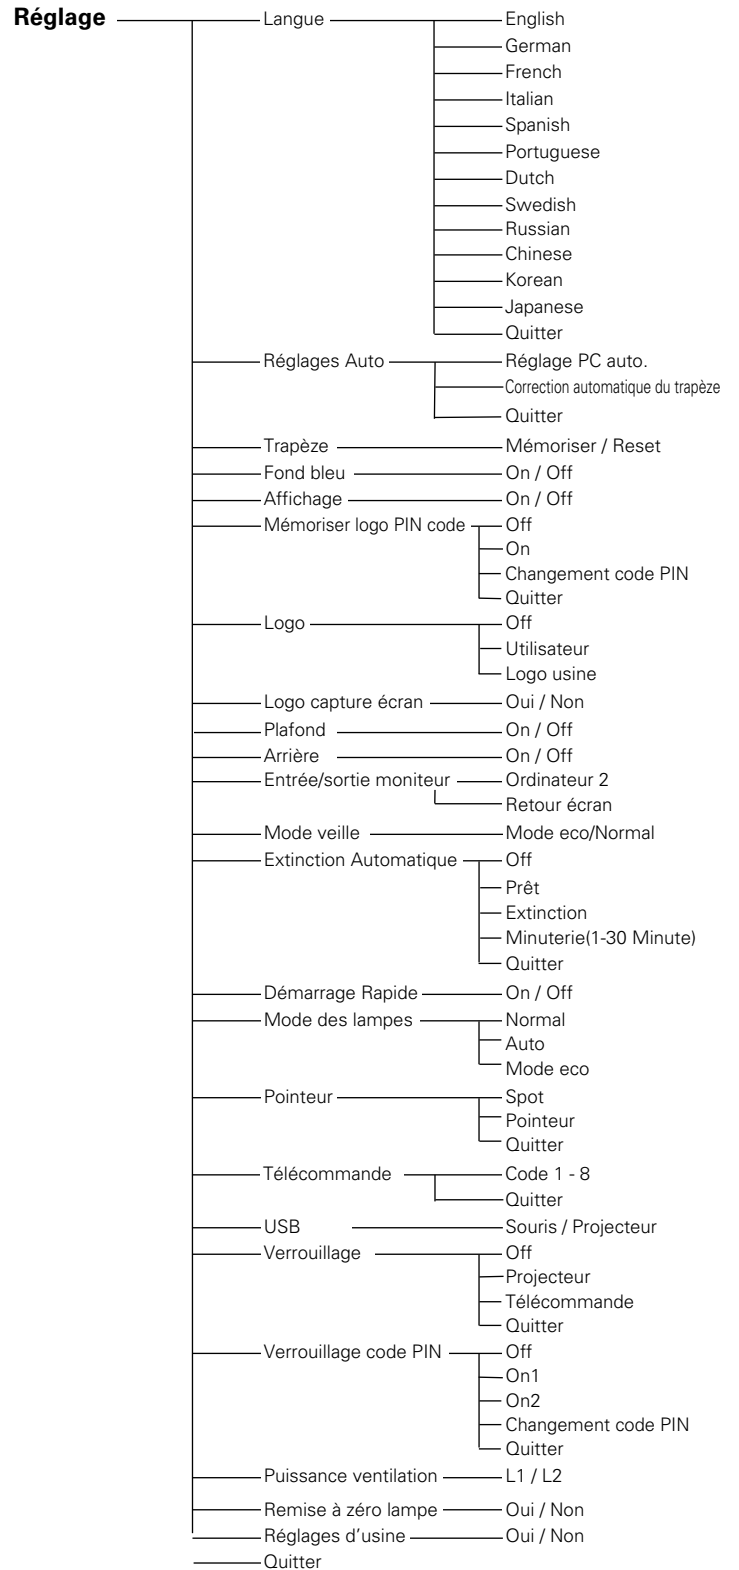 Réglage Langue English
German
French
Italian
Spanish
Portuguese
Dutch
Swedish
Russian
Chinese
Korean
Japanese
Quitter
Réglages Auto Réglage PC auto.
Correction automatique du trapèze
Quitter
Trapèze Mémoriser / Reset
Fond bleu On / Off
Affichage On / Off
Mémoriser logo PIN code Off
On
Changement code PIN
Quitter
Logo Off
Utilisateur
Logo usine
Logo capture écran Oui / Non
Plafond On / Off
Arrière On / Off
Entrée/sortie moniteur Ordinateur 2
Retour écran
Mode veille Mode eco/Normal
Extinction Automatique Off
Prêt
Extinction
Minuterie(1-30 Minute)
Quitter
Démarrage Rapide On / Off
Mode des lampes Normal
Auto
Mode eco
Pointeur Spot
Pointeur
Quitter
Télécommande Code 1 - 8
Quitter
USB Souris / Projecteur
Verrouillage Off
Projecteur
Télécommande
Quitter
Verrouillage code PIN Off
On1
On2
Changement code PIN
Quitter
Puissance ventilation L1 / L2
Remise à zéro lampe Oui / Non
Réglages d'usine Oui / Non
Quitter